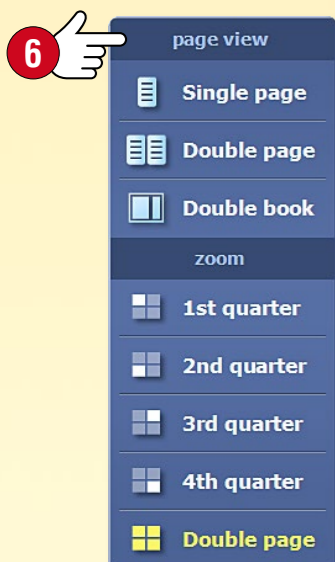 6
page view
Single page
Double page
Double book
zoom
1st quarter
2nd quarter
3rd quarter
4th quarter
Double page